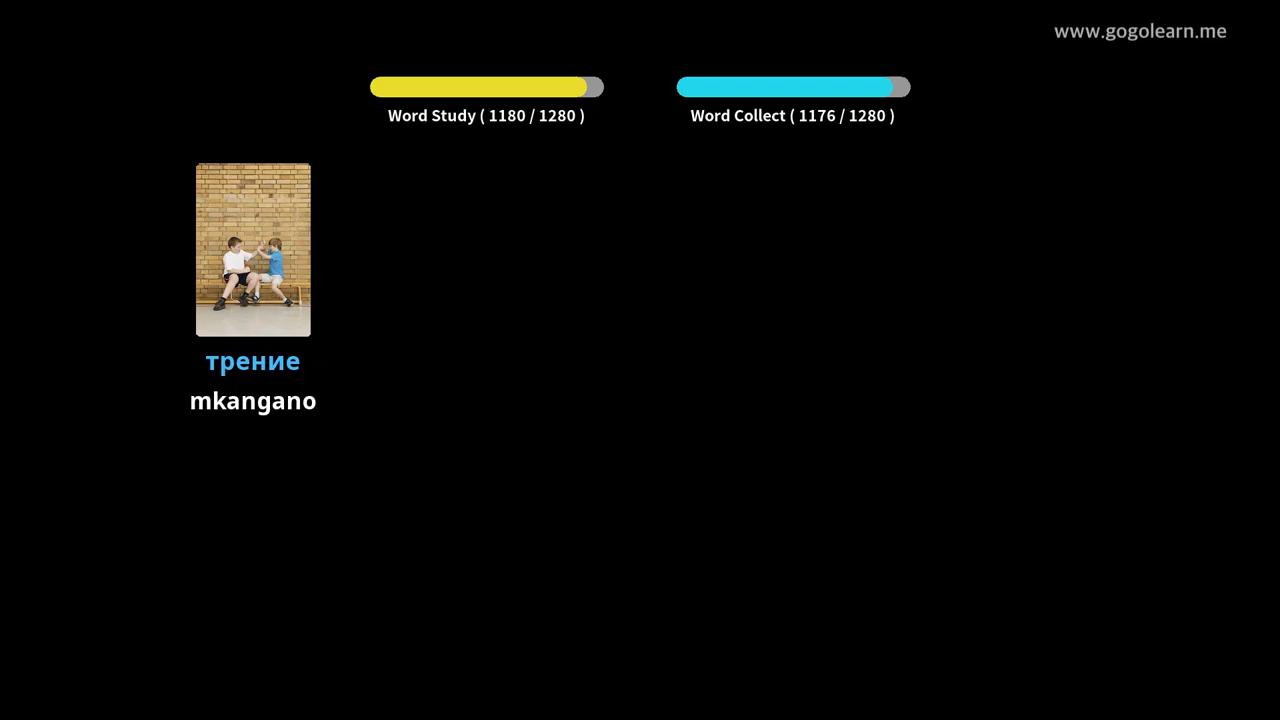 www.gogolearn.me
Word Study ( 1180 / 1280 )
Word Collect ( 1176 / 1280 )
трение
mkangano